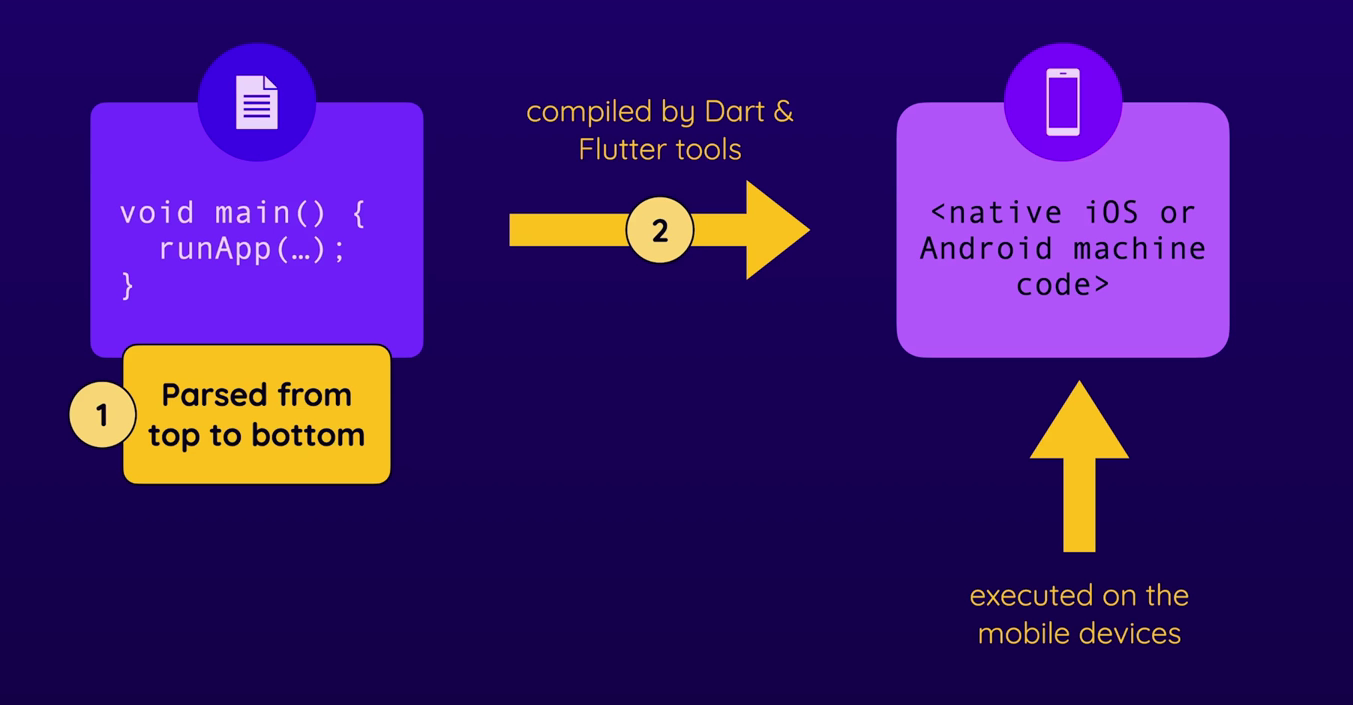 void main() {
runApp(…);
}
1
Parsed from
top to bottom
compiled by Dart &
Flutter tools
2
<native iOS or
Android machine
code>
executed on the
mobile devices